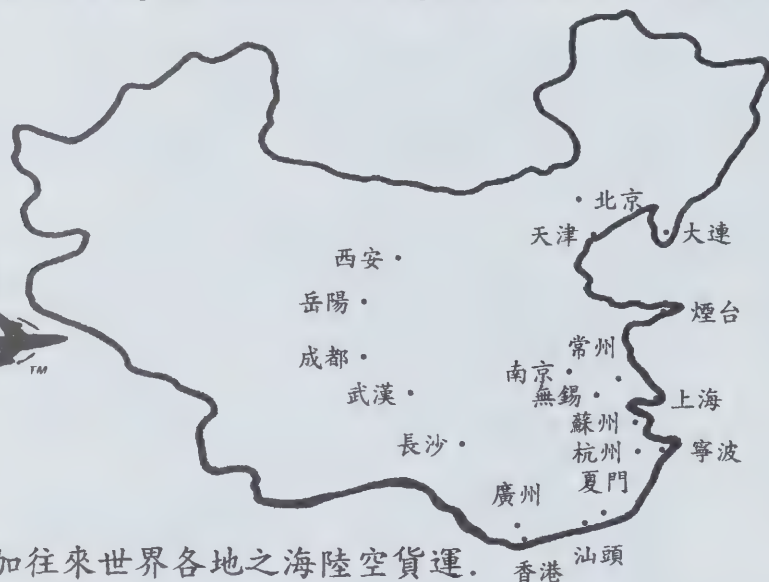 北京
天津
大連
西安
岳陽
煙台
常州
成都
南京
武漢
無錫
上海
蘇州
長沙
杭州
寧波
夏門
廣州
汕頭
香港
TM
加往來世界各地之海陸空貨運.